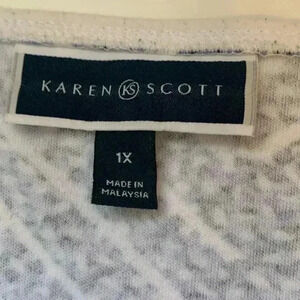 KAREN KS SCOTT
1X
MADE IN
MALAYSIA